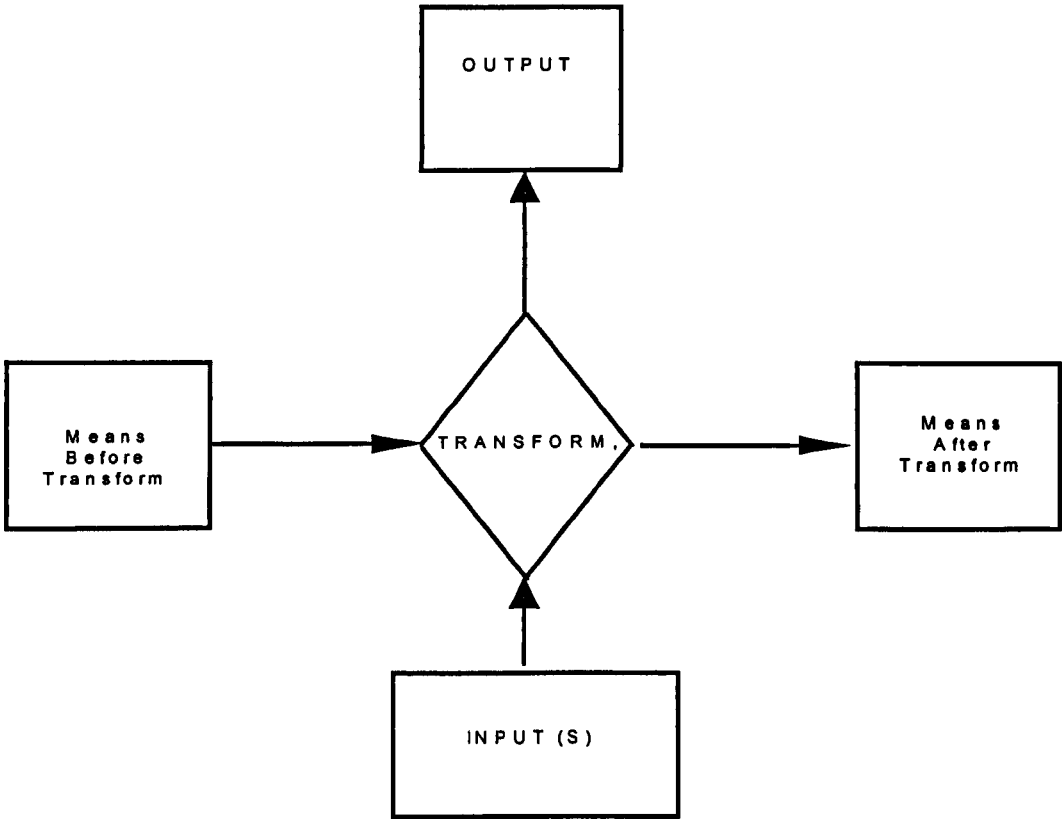 OUTPUT
Means
Before
Transform
TRANSFORM,
Means
After
Transform
INPUT(S)